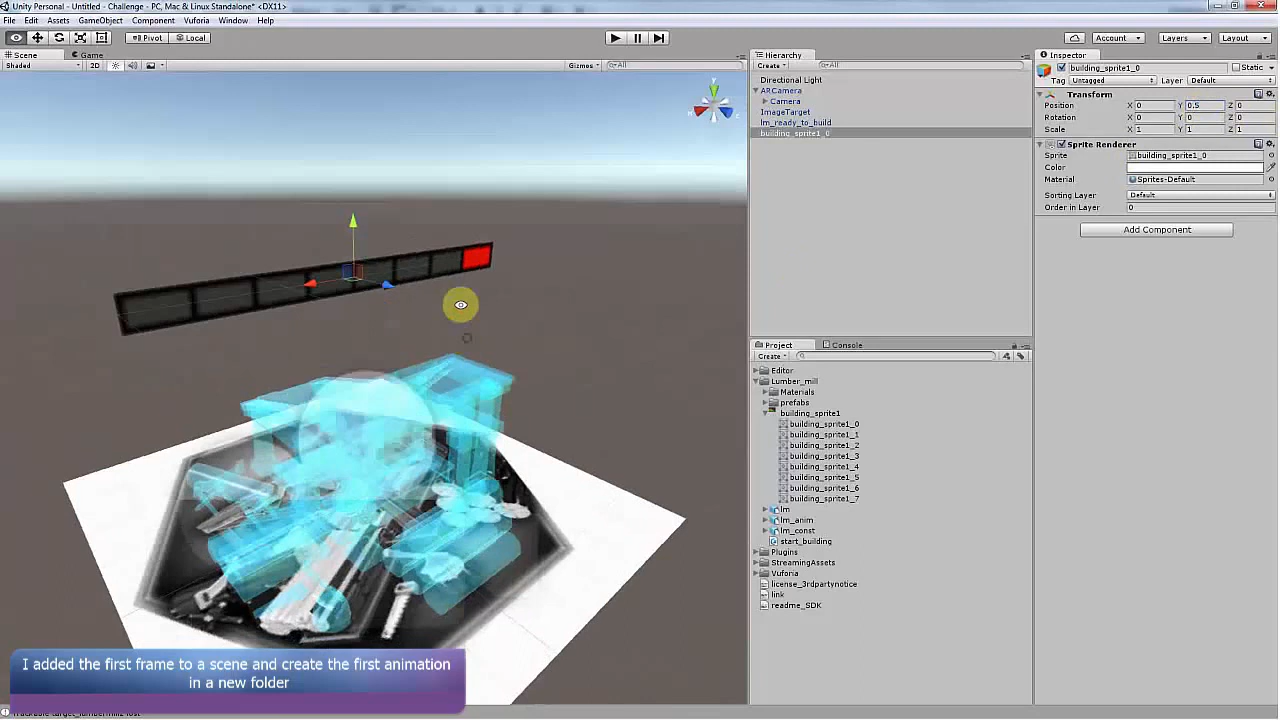 Unity Personal - Untitled - Challenge - PC, Mac & Linux Standalone* <DX11>
File Edit Assets GameObject Component Vuforia Window Help
Pivot Local Account Layers Layout
Scene Game
Shaded 2D Gizmos All
Hierarchy
Create All
Directional Light
ARCamera
Camera
ImageTarget
lm_ready_to_build
building_sprite1_0
Project Console
Create
Editor
Lumber_mill
Materials
prefabs
building_sprite1
building_sprite1_0
building_sprite1_1
building_sprite1_2
building_sprite1_3
building_sprite1_4
building_sprite1_5
building_sprite1_6
building_sprite1_7
lm
lm_anim
lm_const
start_building
Plugins
StreamingAssets
Vuforia
license_3rdpartynotice
link
readme_SDK
Inspector
building_sprite1_0 Static
Tag Untagged Layer Default
Transform
Position X 0 Y 0.5 Z 0
Rotation X 0 Y 0 Z 0
Scale X 1 Y 1 Z 1
Sprite Renderer
Sprite building_sprite1_0
Color
Material Sprites-Default
Sorting Layer Default
Order in Layer 0
Add Component
y
I added the first frame to a scene and create the first animation
in a new folder